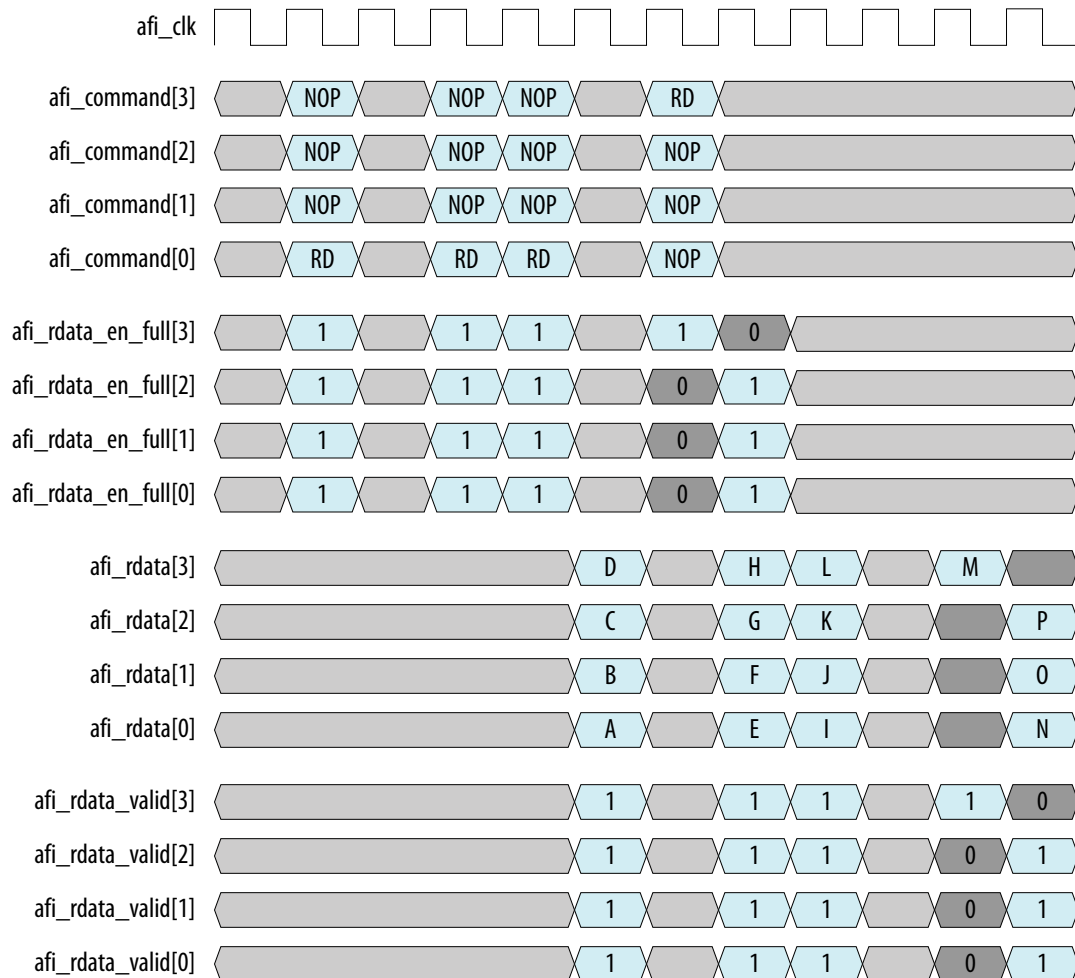 afi_clk
afi_command[3] NOP NOP NOP RD
afi_command[2] NOP NOP NOP NOP
afi_command[1] NOP NOP NOP NOP
afi_command[0] RD RD RD NOP
afi_rdata_en_full[3] 1 1 1 1 0
afi_rdata_en_full[2] 1 1 1 0 1
afi_rdata_en_full[1] 1 1 1 0 1
afi_rdata_en_full[0] 1 1 1 0 1
afi_rdata[3] D H L M
afi_rdata[2] C G K P
afi_rdata[1] B F J O
afi_rdata[0] A E I N
afi_rdata_valid[3] 1 1 1 1 0
afi_rdata_valid[2] 1 1 1 0 1
afi_rdata_valid[1] 1 1 1 0 1
afi_rdata_valid[0] 1 1 1 0 1